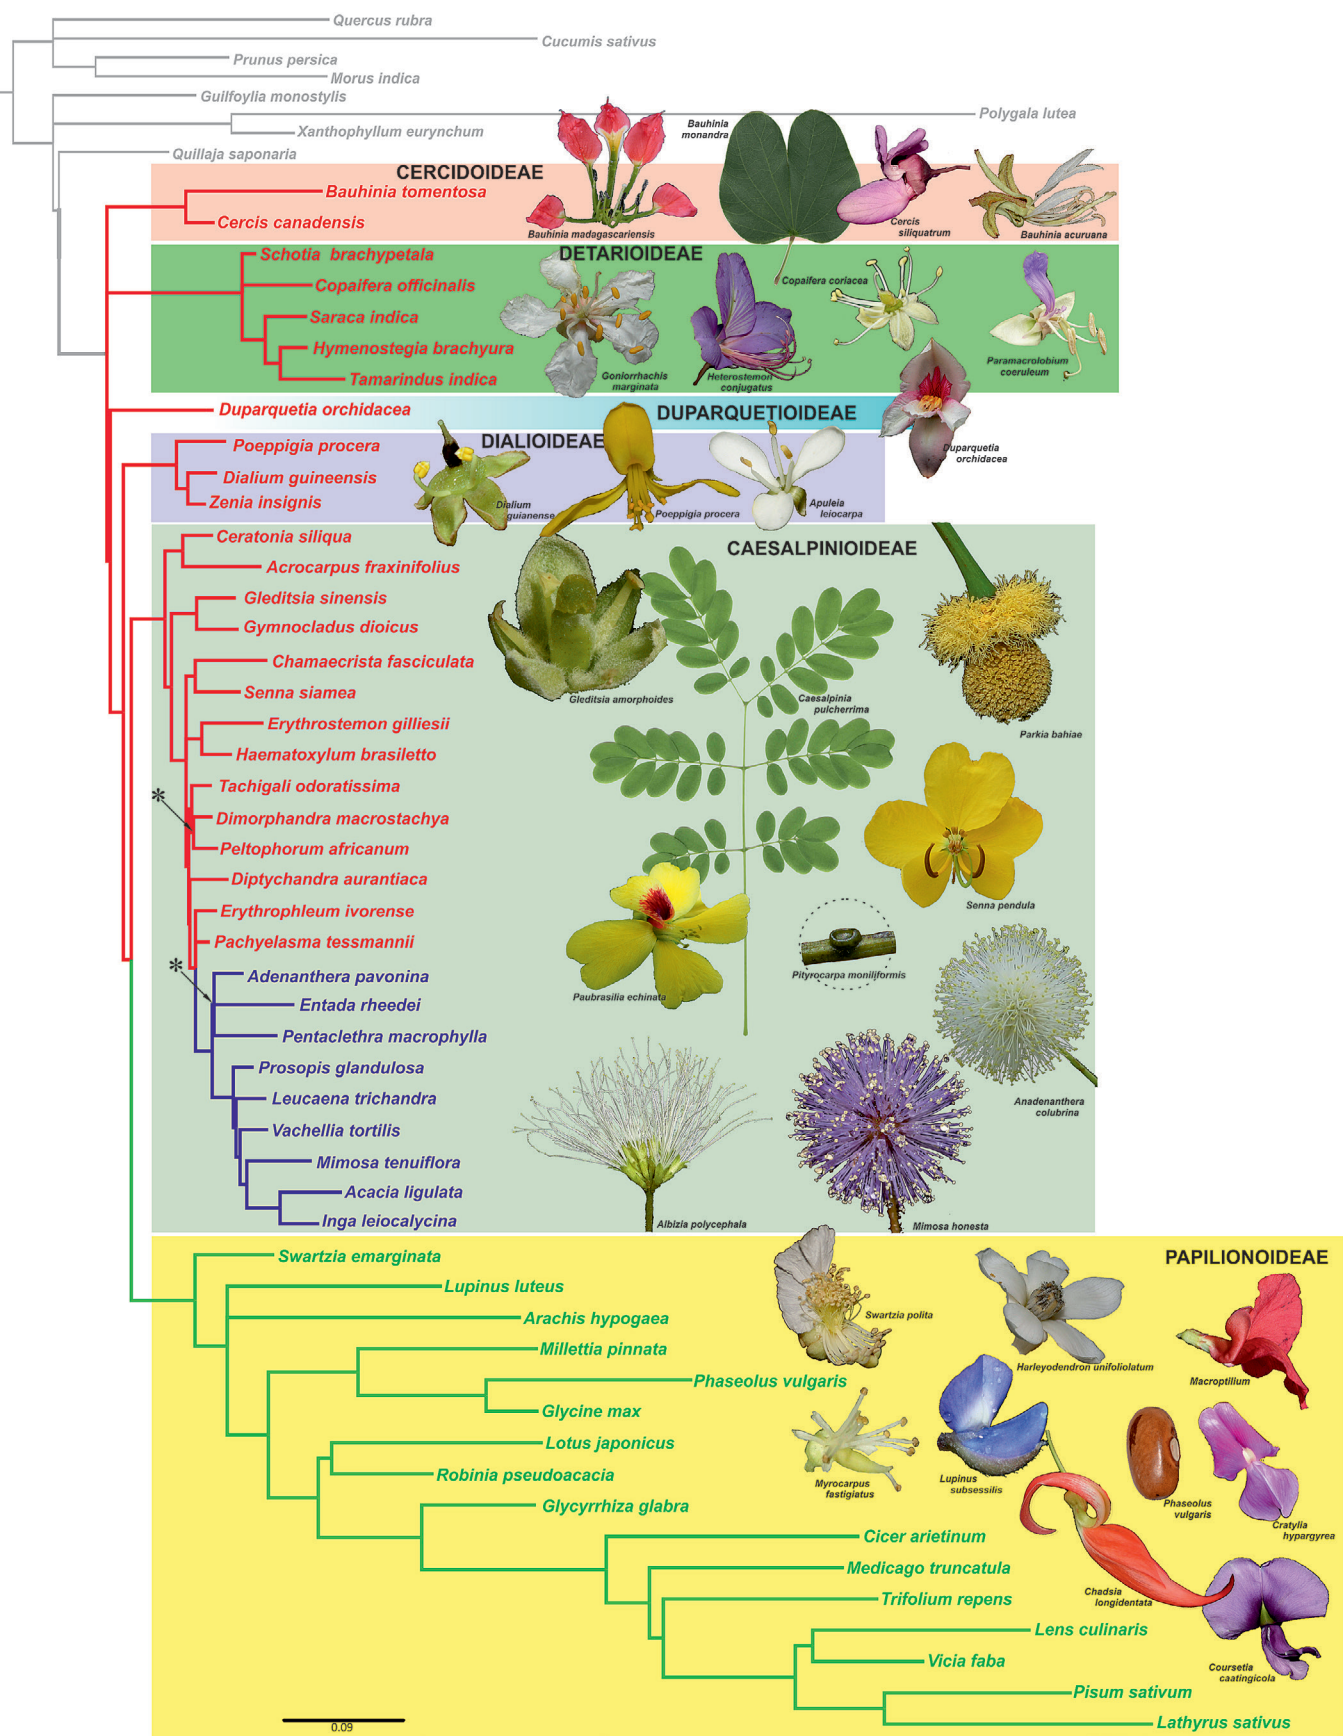 Quercus rubra
Cucumis sativus
Prunus persica
Morus indica
Guilfoylia monostylis
Polygala lutea
Xanthophyllum eurynchum
Quillaja saponaria
CERCIDOIDEAE
Bauhinia tomentosa
Cercis canadensis
Bauhinia madagascariensis
Bauhinia
monandra
Cercis
siliquatrum
Bauhinia acuruana
DETARIOIDEAE
Schotia brachypetala
Copaifera officinalis
Saraca indica
Hymenostegia brachyura
Tamarindus indica
Goniorrhachis
marginata
Heterostemon
conjugatus
Copaifera coriacea
Paramacrolobium
coeruleum
Duparquetia orchidacea
DUPARQUETIOIDEAE
Duparquetia
orchidacea
DIALIOIDEAE
Poeppigia procera
Dialium guineensis
Zenia insignis
Dialium
guianense
Poeppigia procera
Apuleia
leiocarpa
CAESALPINIOIDEAE
Ceratonia siliqua
Acrocarpus fraxinifolius
Gleditsia sinensis
Gymnocladus dioicus
Chamaecrista fasciculata
Senna siamea
Erythrostemon gilliesii
Haematoxylum brasiletto
Tachigali odoratissima
*
Dimorphandra macrostachya
Peltophorum africanum
Diptychandra aurantiaca
Erythrophleum ivorense
Pachyelasma tessmannii
*
Adenanthera pavonina
Entada rheedei
Pentaclethra macrophylla
Prosopis glandulosa
Leucaena trichandra
Vachellia tortilis
Mimosa tenuiflora
Acacia ligulata
Inga leiocalycina
Gleditsia amorphoides
Caesalpinia
pulcherrima
Parkia bahiae
Senna pendula
Paubrasilia echinata
Pityrocarpa moniliformis
Anadenanthera
colubrina
Albizia polycephala
Mimosa honesta
PAPILIONOIDEAE
Swartzia emarginata
Lupinus luteus
Arachis hypogaea
Millettia pinnata
Phaseolus vulgaris
Glycine max
Lotus japonicus
Robinia pseudoacacia
Glycyrrhiza glabra
Cicer arietinum
Medicago truncatula
Trifolium repens
Lens culinaris
Vicia faba
Pisum sativum
Lathyrus sativus
Swartzia polita
Harleyodendron unifoliolatum
Macroptilium
Myrocarpus
fastigiatus
Lupinus
subsessilis
Phaseolus
vulgaris
Cratylia
hypargyrea
Chadsia
longidentata
Coursetia
caatingicola
0.09